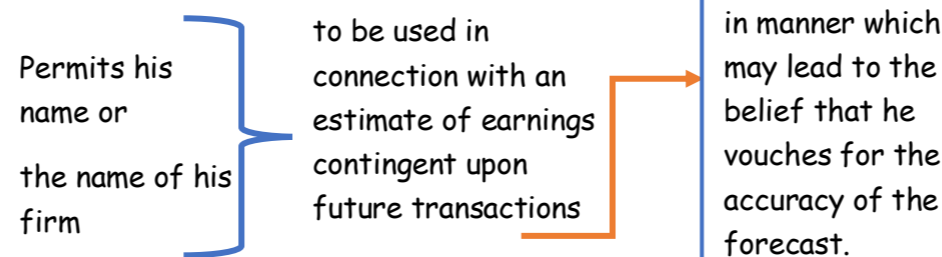 Permits his
name or
the name of his
firm
to be used in
connection with an
estimate of earnings
contingent upon
future transactions
in manner which
may lead to the
belief that he
vouches for the
accuracy of the
forecast.